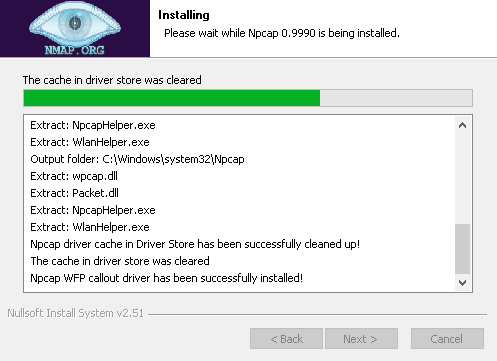 NMAP.ORG
Installing
Please wait while Npcap 0.9990 is being installed.
The cache in driver store was cleared
Extract: NpcapHelper.exe
Extract: WlanHelper.exe
Output folder: C:\Windows\system32\Npcap
Extract: wpcap.dll
Extract: Packet.dll
Extract: NpcapHelper.exe
Extract: WlanHelper.exe
Npcap driver cache in Driver Store has been successfully cleaned up!
The cache in driver store was cleared
Npcap WFP callout driver has been successfully installed!
Nullsoft Install System v2.51
< Back
Next >
Cancel